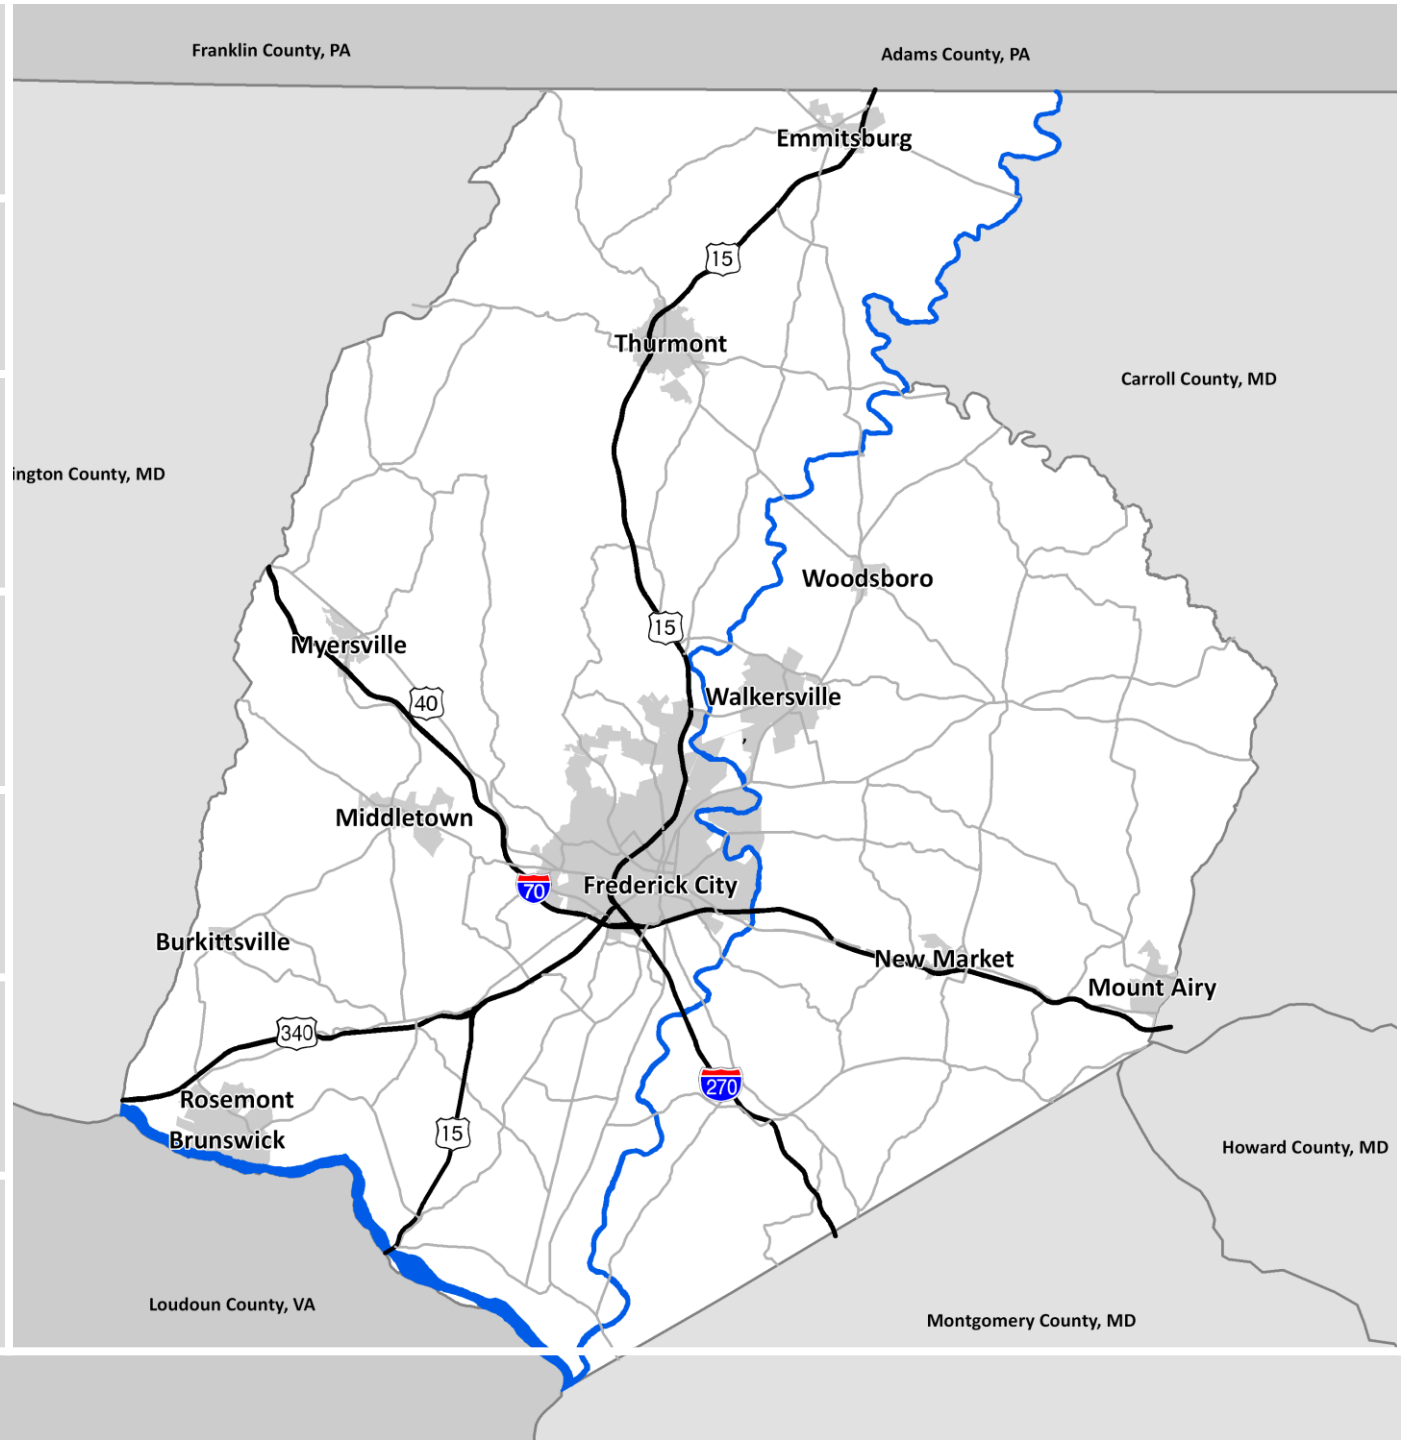 Franklin County, PA
Adams County, PA
Emmitsburg
15
Thurmont
Carroll County, MD
ington County, MD
Woodsboro
15
Myersville
Walkersville
40
Middletown
70
Frederick City
Burkittsville
New Market
Mount Airy
340
270
Rosemont
15
Brunswick
Howard County, MD
Loudoun County, VA
Montgomery County, MD